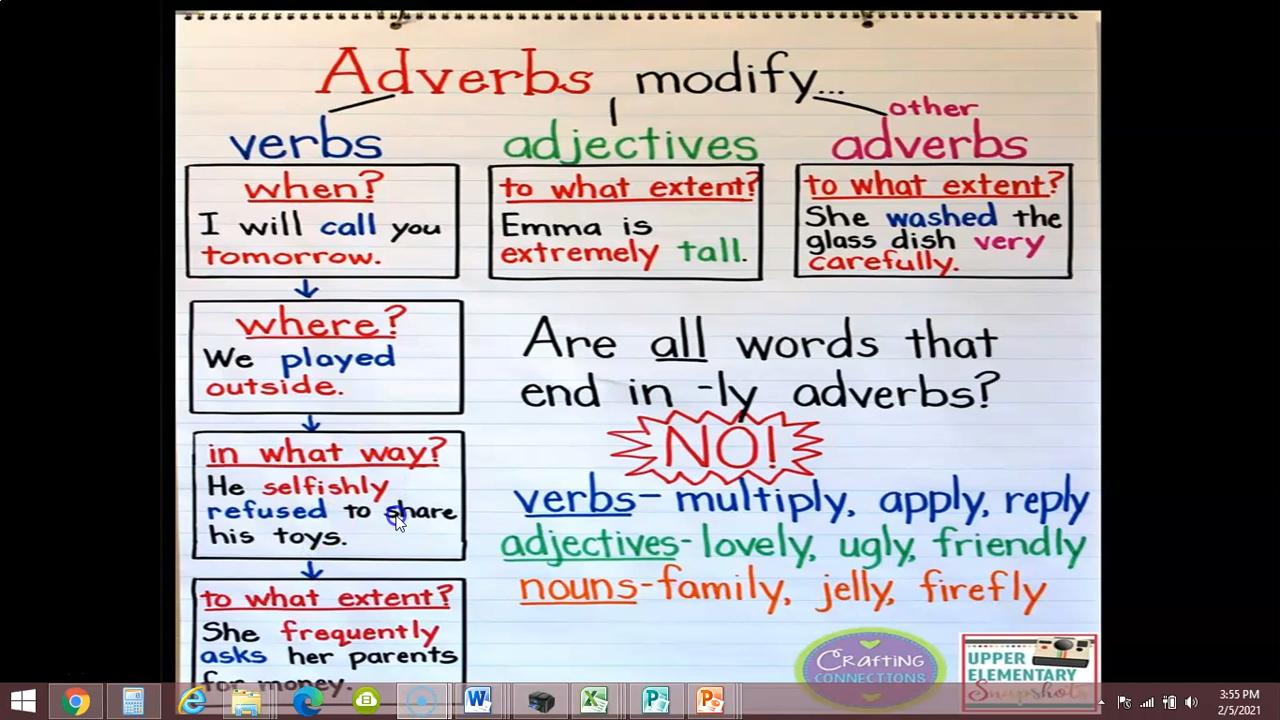 Adverbs modify...
verbs
when?
I will call you
tomorrow.
where?
We played
outside.
in what way?
He selfishly
refused to share
his toys.
to what extent?
She frequently
asks her parents
for money.
adjectives
to what extent?
Emma is
extremely tall.
other
adverbs
to what extent?
She washed the
glass dish very
carefully.
Are all words that
end in -ly adverbs?
NO!
verbs- multiply, apply, reply
adjectives- lovely, ugly, friendly
nouns-family, jelly, firefly
CRAFTING
CONNECTIONS
UPPER
ELEMENTARY
Snapshots
3:55 PM
2/5/2021